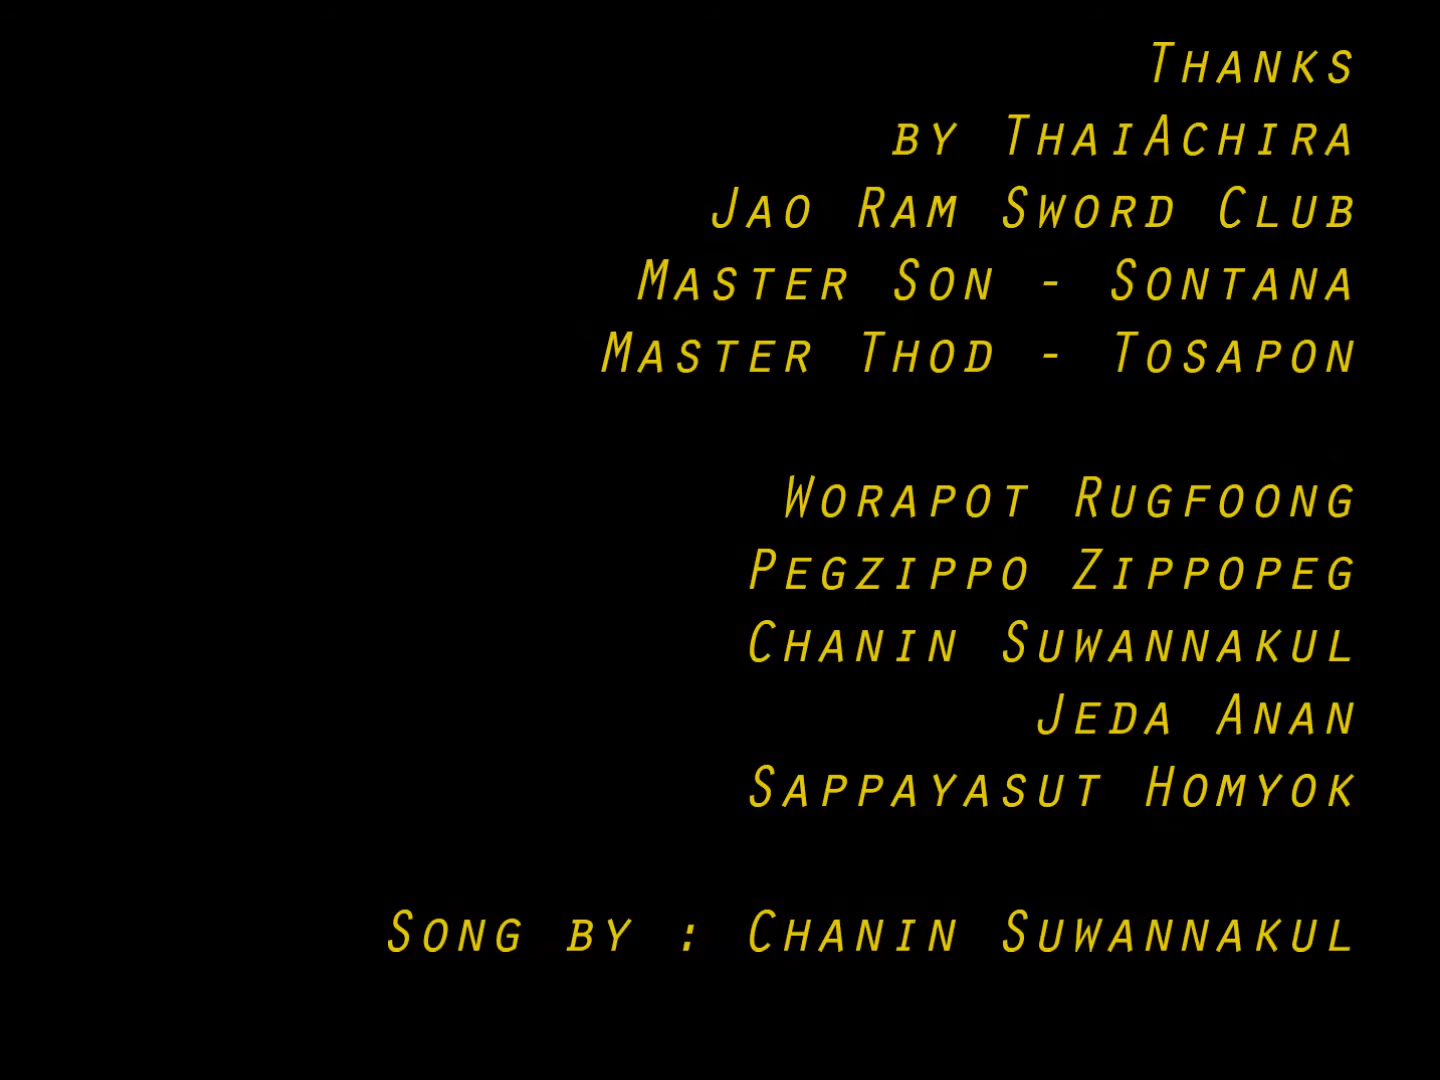 Thanks
by ThaiAchira
Jao Ram Sword Club
Master Son - Sontana
Master Thod - Tosapon
Worapot Rugfoong
Pegzippo Zippopeg
Chanin Suwannakul
Jeda Anan
Sappayasut Homyok
Song by : Chanin Suwannakul